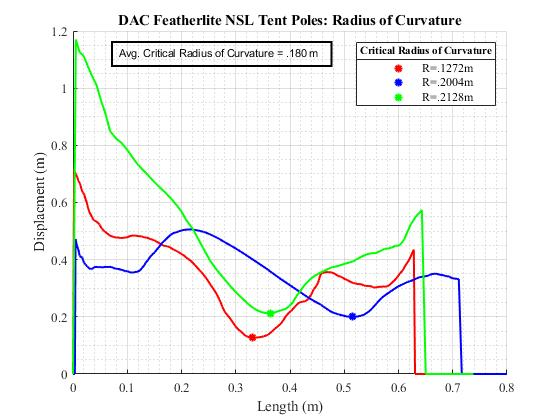 DAC Featherlite NSL Tent Poles: Radius of Curvature
Avg. Critical Radius of Curvature = .180 m
Critical Radius of Curvature
R=.1272m
R=.2004m
R=.2128m
Displacment (m)
1.2
1
0.8
0.6
0.4
0.2
0
0 0.1 0.2 0.3 0.4 0.5 0.6 0.7 0.8
Length (m)